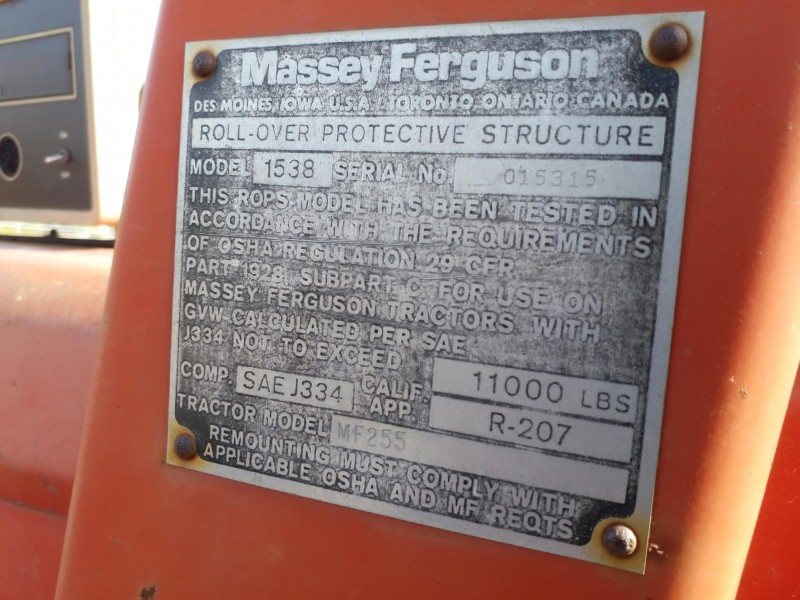 Massey Ferguson
DES MOINES, IOWA U.S.A / TORONTO ONTARIO CANADA
ROLL-OVER PROTECTIVE STRUCTURE
MODEL 1538 SERIAL No. 015315
THIS ROPS MODEL HAS BEEN TESTED IN
ACCORDANCE WITH THE REQUIREMENTS
OF OSHA REGULATION 29 CFR
PART 1928, SUBPART C, FOR USE ON
MASSEY FERGUSON TRACTORS WITH
GVW CALCULATED PER SAE
J334 NOT TO EXCEED 11000 LBS
COMP. SAE J334 CALIF. APP. R-207
TRACTOR MODEL MF255
REMOUNTING MUST COMPLY WITH
APPLICABLE OSHA AND MF REQTS